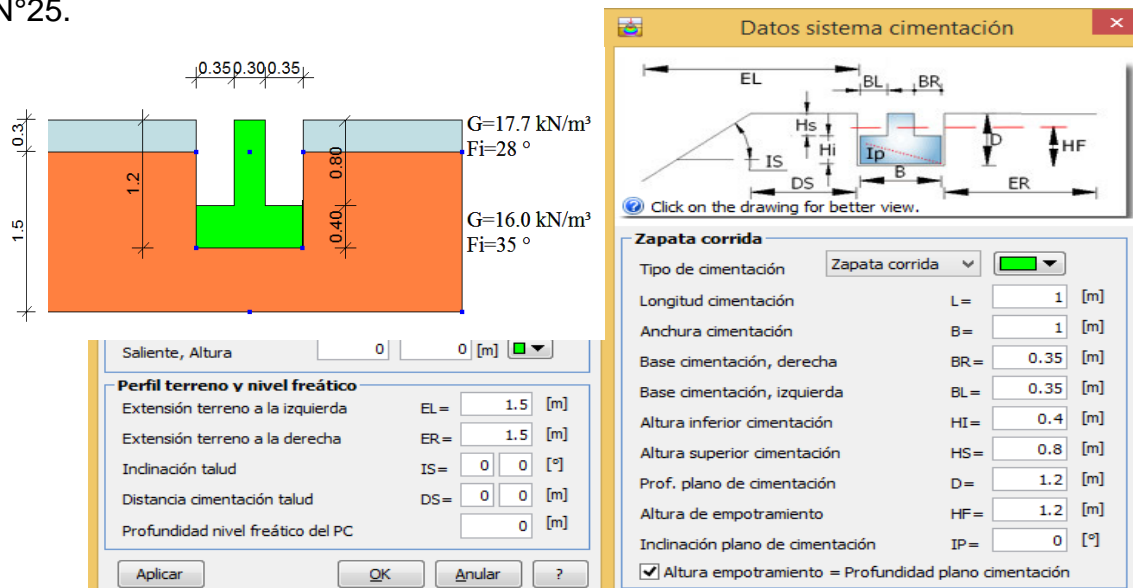 N°25.
0.35 0.30 0.35
0.3
1.2
0.80
0.40
1.5
G=17.7 kN/m³
Fi=28 °
G=16.0 kN/m³
Fi=35 °
Saliente, Altura 0 0 [m]
Perfil terreno y nivel freático
Extensión terreno a la izquierda EL= 1.5 [m]
Extensión terreno a la derecha ER= 1.5 [m]
Inclinación talud IS= 0 0 [°]
Distancia cimentación talud DS= 0 0 [m]
Profundidad nivel freático del PC 0 [m]
Aplicar OK Anular ?
Datos sistema cimentación
EL BL BR
Hs
Hi Ip D HF
IS
DS B ER
Click on the drawing for better view.
Zapata corrida
Tipo de cimentación Zapata corrida
Longitud cimentación L= 1 [m]
Anchura cimentación B= 1 [m]
Base cimentación, derecha BR= 0.35 [m]
Base cimentación, izquierda BL= 0.35 [m]
Altura inferior cimentación HI= 0.4 [m]
Altura superior cimentación HS= 0.8 [m]
Prof. plano de cimentación D= 1.2 [m]
Altura de empotramiento HF= 1.2 [m]
Inclinación plano de cimentación IP= 0 [°]
Altura empotramiento = Profundidad plano cimentación